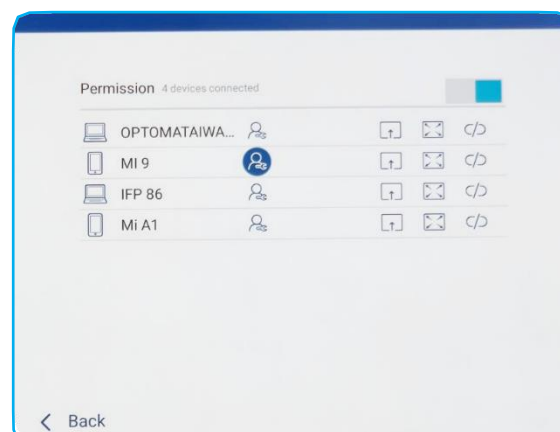 Permission 4 devices connected
OPTOMATAIWA...
MI 9
IFP 86
Mi A1
Back